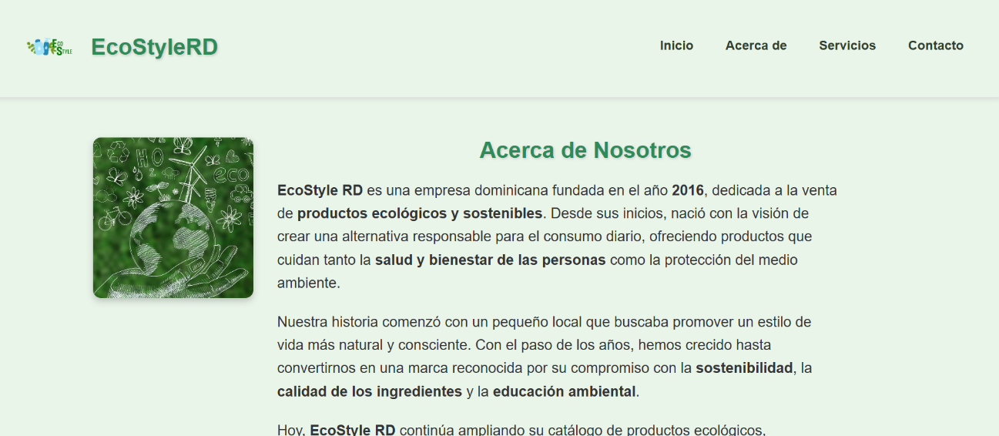 Eco
Style
EcoStyleRD
Inicio
Acerca de
Servicios
Contacto
H O
2
eco
Acerca de Nosotros
EcoStyle RD es una empresa dominicana fundada en el año 2016, dedicada a la venta
de productos ecológicos y sostenibles. Desde sus inicios, nació con la visión de
crear una alternativa responsable para el consumo diario, ofreciendo productos que
cuidan tanto la salud y bienestar de las personas como la protección del medio
ambiente.
Nuestra historia comenzó con un pequeño local que buscaba promover un estilo de
vida más natural y consciente. Con el paso de los años, hemos crecido hasta
convertirnos en una marca reconocida por su compromiso con la sostenibilidad, la
calidad de los ingredientes y la educación ambiental.
Hoy, EcoStyle RD continúa ampliando su catálogo de productos ecológicos,